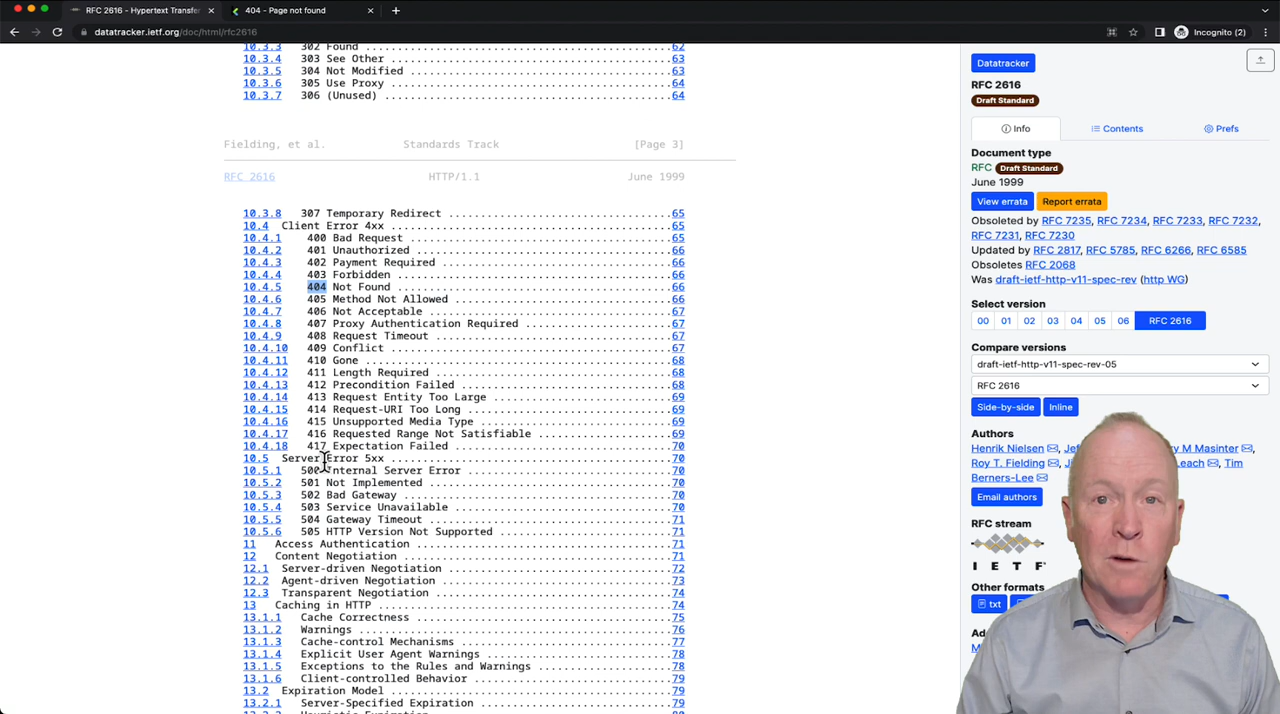 RFC 2616 - Hypertext Transfer
404 - Page not found
datatracker.ietf.org/doc/html/rfc2616
Incognito (2)
10.3.3 302 Found 62
10.3.4 303 See Other 63
10.3.5 304 Not Modified 63
10.3.6 305 Use Proxy 64
10.3.7 306 (Unused) 64
Fielding, et al. Standards Track [Page 3]
RFC 2616 HTTP/1.1 June 1999
10.3.8 307 Temporary Redirect 65
10.4 Client Error 4xx 65
10.4.1 400 Bad Request 65
10.4.2 401 Unauthorized 66
10.4.3 402 Payment Required 66
10.4.4 403 Forbidden 66
10.4.5 404 Not Found 66
10.4.6 405 Method Not Allowed 66
10.4.7 406 Not Acceptable 67
10.4.8 407 Proxy Authentication Required 67
10.4.9 408 Request Timeout 67
10.4.10 409 Conflict 67
10.4.11 410 Gone 68
10.4.12 411 Length Required 68
10.4.13 412 Precondition Failed 68
10.4.14 413 Request Entity Too Large 69
10.4.15 414 Request-URI Too Long 69
10.4.16 415 Unsupported Media Type 69
10.4.17 416 Requested Range Not Satisfiable 69
10.4.18 417 Expectation Failed 70
10.5 Server Error 5xx 70
10.5.1 500 Internal Server Error 70
10.5.2 501 Not Implemented 70
10.5.3 502 Bad Gateway 70
10.5.4 503 Service Unavailable 70
10.5.5 504 Gateway Timeout 71
10.5.6 505 HTTP Version Not Supported 71
11 Access Authentication 71
12 Content Negotiation 71
12.1 Server-driven Negotiation 72
12.2 Agent-driven Negotiation 73
12.3 Transparent Negotiation 74
13 Caching in HTTP 74
13.1.1 Cache Correctness 75
13.1.2 Warnings 76
13.1.3 Cache-control Mechanisms 77
13.1.4 Explicit User Agent Warnings 78
13.1.5 Exceptions to the Rules and Warnings 78
13.1.6 Client-controlled Behavior 79
13.2 Expiration Model 79
13.2.1 Server-Specified Expiration 79
Datatracker
RFC 2616
Draft Standard
Info Contents Prefs
Document type
RFC Draft Standard
June 1999
View errata Report errata
Obsoleted by RFC 7235, RFC 7234, RFC 7233, RFC 7232,
RFC 7231, RFC 7230
Updated by RFC 2817, RFC 5785, RFC 6266, RFC 6585
Obsoletes RFC 2068
Was draft-ietf-http-v11-spec-rev (http WG)
Select version
00 01 02 03 04 05 06 RFC 2616
Compare versions
draft-ietf-http-v11-spec-rev-05
RFC 2616
Side-by-side Inline
Authors
Henrik Nielsen M Masinter
Roy T. Fielding Leach Tim
Berners-Lee
Email authors
RFC stream
I E T F
Other formats
txt